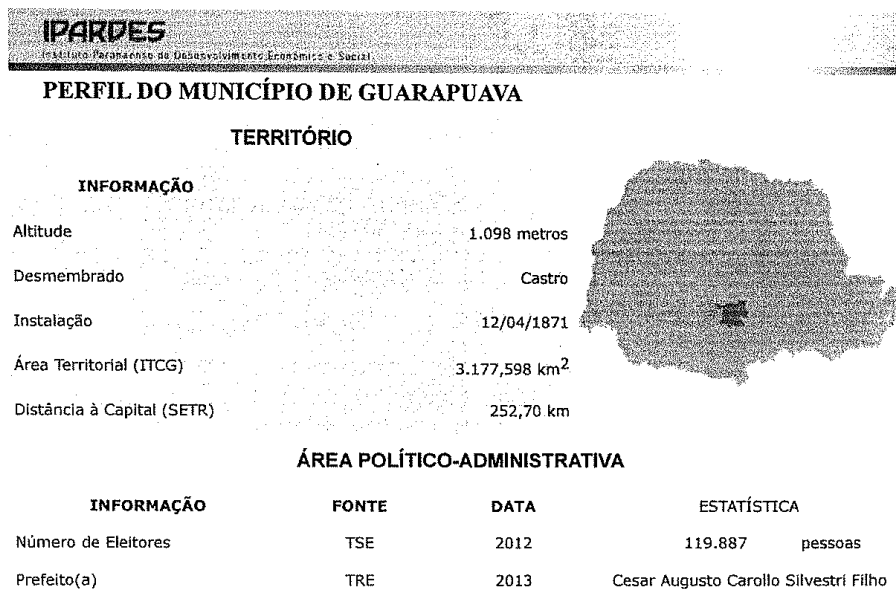 IPARDES
Instituto Paranaense de Desenvolvimento Econômico e Social
PERFIL DO MUNICÍPIO DE GUARAPUAVA
TERRITÓRIO
INFORMAÇÃO
Altitude 1.098 metros
Desmembrado Castro
Instalação 12/04/1871
Área Territorial (ITCG) 3.177,598 km²
Distância à Capital (SETR) 252,70 km
ÁREA POLÍTICO-ADMINISTRATIVA
INFORMAÇÃO FONTE DATA ESTATÍSTICA
Número de Eleitores TSE 2012 119.887 pessoas
Prefeito(a) TRE 2013 Cesar Augusto Carollo Silvestri Filho